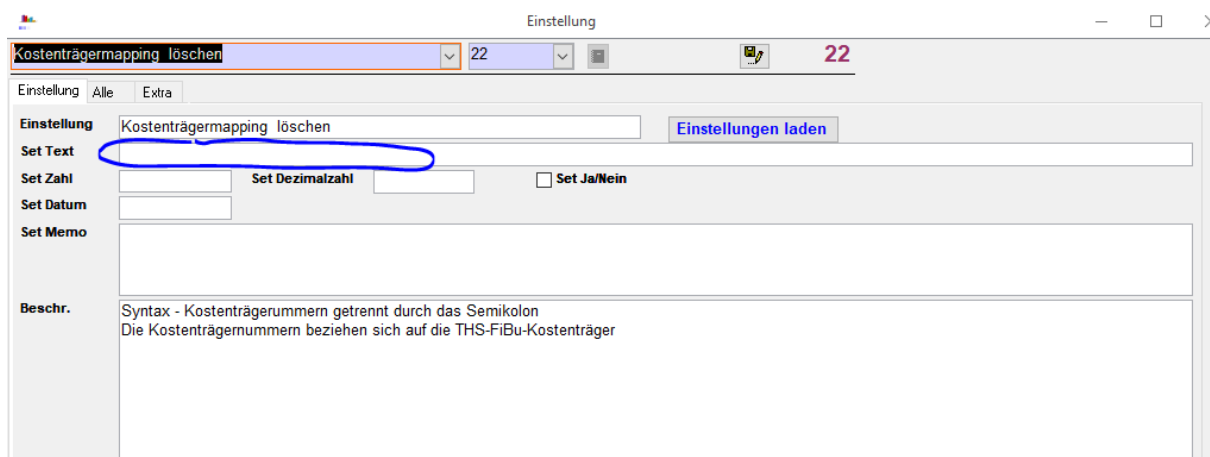 Einstellung
Kostenträgermapping löschen 22 22
Einstellung Alle Extra
Einstellung Kostenträgermapping löschen Einstellungen laden
Set Text
Set Zahl Set Dezimalzahl Set Ja/Nein
Set Datum
Set Memo
Beschr. Syntax - Kostenträgerummern getrennt durch das Semikolon
Die Kostenträgernummern beziehen sich auf die THS-FiBu-Kostenträger